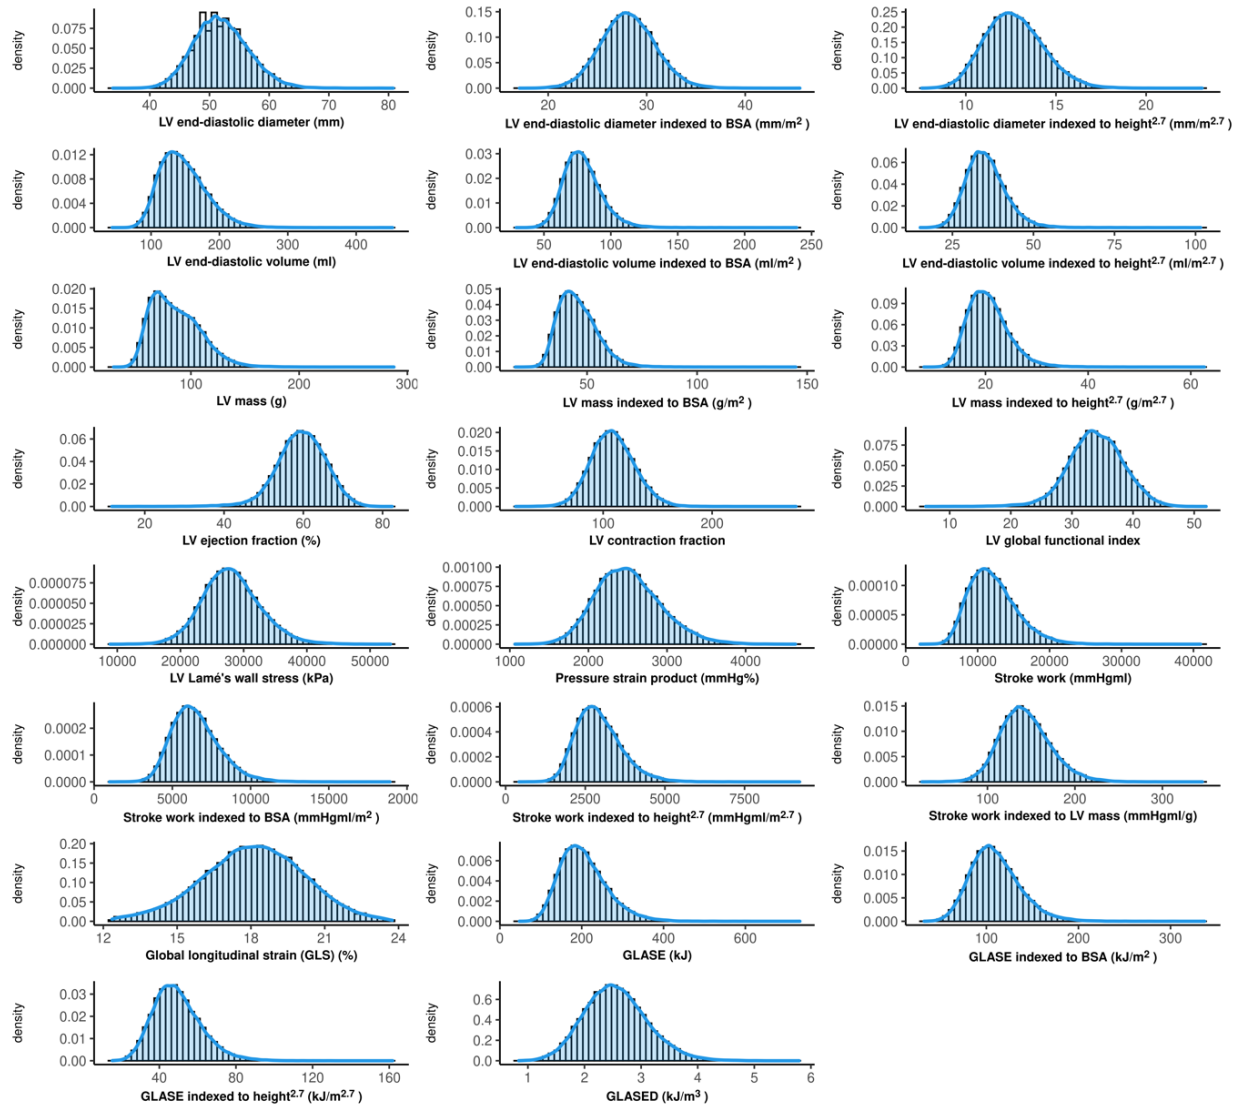 density
0.075
0.050
0.025
0.000
40 50 60 70 80
LV end-diastolic diameter (mm)
density
0.15
0.10
0.05
0.00
20 30 40
LV end-diastolic diameter indexed to BSA (mm/m²)
density
0.25
0.20
0.15
0.10
0.05
0.00
10 15 20
LV end-diastolic diameter indexed to height²·⁷ (mm/m²·⁷)
density
0.012
0.008
0.004
0.000
100 200 300 400
LV end-diastolic volume (ml)
density
0.03
0.02
0.01
0.00
50 100 150 200 250
LV end-diastolic volume indexed to BSA (ml/m²)
density
0.06
0.04
0.02
0.00
25 50 75 100
LV end-diastolic volume indexed to height²·⁷ (ml/m²·⁷)
density
0.020
0.015
0.010
0.005
0.000
100 200 300
LV mass (g)
density
0.05
0.04
0.03
0.02
0.01
0.00
50 100 150
LV mass indexed to BSA (g/m²)
density
0.09
0.06
0.03
0.00
20 40 60
LV mass indexed to height²·⁷ (g/m²·⁷)
density
0.06
0.04
0.02
0.00
20 40 60 80
LV ejection fraction (%)
density
0.020
0.015
0.010
0.005
0.000
100 200
LV contraction fraction
density
0.075
0.050
0.025
0.000
10 20 30 40 50
LV global functional index
density
0.000075
0.000050
0.000025
0.000000
10000 20000 30000 40000 50000
LV Lamé's wall stress (kPa)
density
0.00100
0.00075
0.00050
0.00025
0.00000
1000 2000 3000 4000
Pressure strain product (mmHg%)
density
0.00010
0.00005
0.00000
0 10000 20000 30000 40000
Stroke work (mmHgml)
density
0.0002
0.0001
0.0000
0 5000 10000 15000 2000
Stroke work indexed to BSA (mmHgml/m²)
density
0.0006
0.0004
0.0002
0.0000
0 2500 5000 7500
Stroke work indexed to height²·⁷ (mmHgml/m²·⁷)
density
0.015
0.010
0.005
0.000
100 200 300
Stroke work indexed to LV mass (mmHgml/g)
density
0.20
0.15
0.10
0.05
0.00
12 15 18 21 24
Global longitudinal strain (GLS) (%)
density
0.006
0.004
0.002
0.000
0 200 400 600
GLASE (kJ)
density
0.015
0.010
0.005
0.000
0 100 200 300
GLASE indexed to BSA (kJ/m²)
density
0.03
0.02
0.01
0.00
40 80 120 160
GLASE indexed to height²·⁷ (kJ/m²·⁷)
density
0.6
0.4
0.2
0.0
1 2 3 4 5 6
GLASED (kJ/m³)